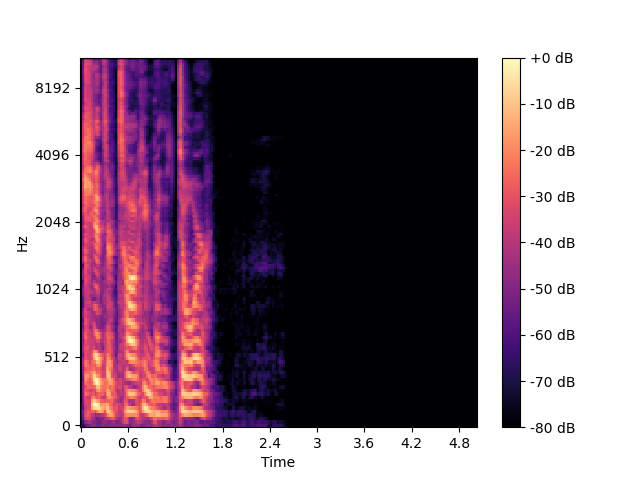 +0 dB
8192
-10 dB
4096
-20 dB
-30 dB
2048
Hz
-40 dB
1024
-50 dB
-60 dB
512
-70 dB
0
-80 dB
0 0.6 1.2 1.8 2.4 3 3.6 4.2 4.8
Time